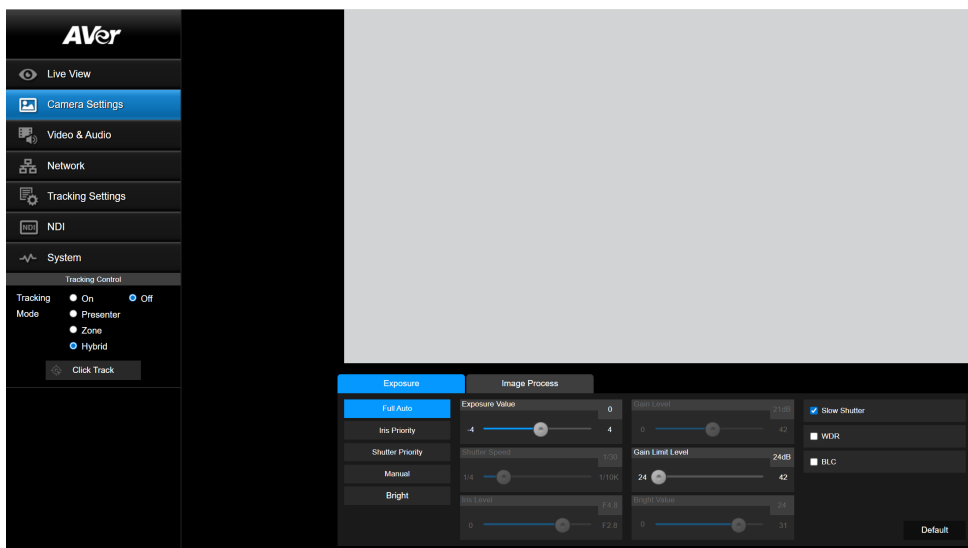 AVer
Live View
Camera Settings
Video & Audio
Network
Tracking Settings
NDI NDI
System
Tracking Control
Tracking On Off
Mode Presenter
Zone
Hybrid
Click Track
Exposure Image Process
Full Auto
Iris Priority
Shutter Priority
Manual
Bright
Exposure Value 0
-4 4
Shutter Speed 1/30
1/4 1/10K
Iris Level F4.8
0 F2.8
Gain Level 21dB
0 42
Gain Limit Level 24dB
24 42
Bright Value 24
0 31
Slow Shutter
WDR
BLC
Default